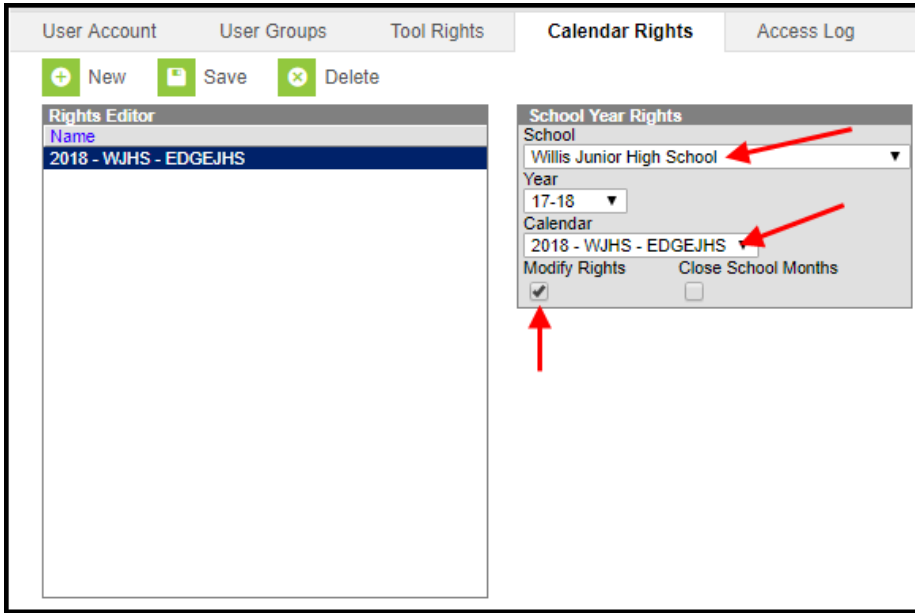 User Account User Groups Tool Rights Calendar Rights Access Log
New Save Delete
Rights Editor
Name
2018 - WJHS - EDGEJHS
School Year Rights
School
Willis Junior High School
Year
17-18
Calendar
2018 - WJHS - EDGEJHS
Modify Rights Close School Months